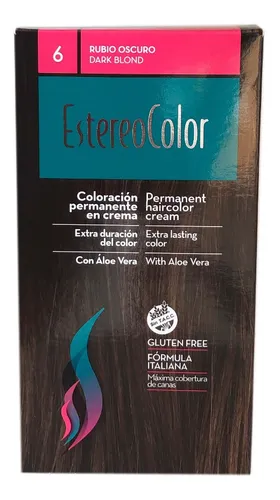 6
RUBIO OSCURO
DARK BLOND
EstereoColor
Coloración
permanente
en crema
Permanent
haircolor
cream
Extra duración
del color
Extra lasting
color
Con Áloe Vera
With Aloe Vera
Sin T.A.C.C.
GLUTEN FREE
FÓRMULA
ITALIANA
Máxima cobertura
de canas